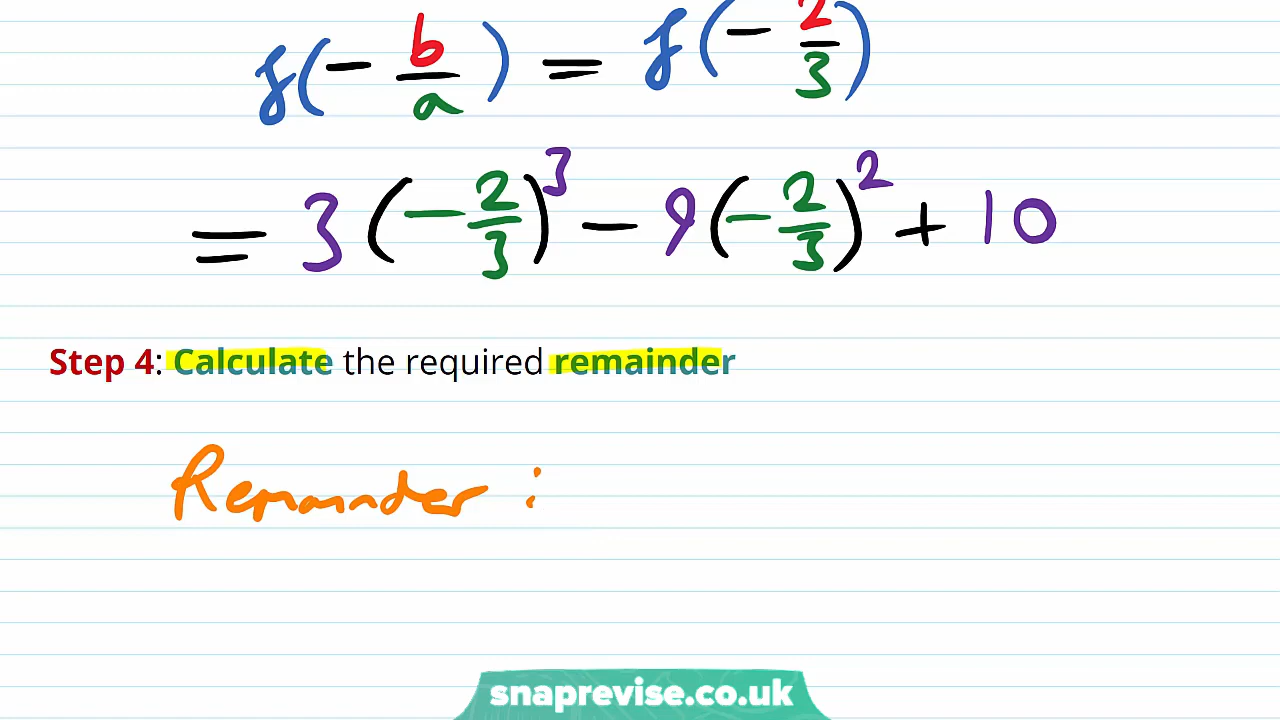 f(-b/a) = f(-2/3)
= 3(-2/3)³ - 9(-2/3)² + 10
Step 4: Calculate the required remainder
Remainder :
snaprevise.co.uk